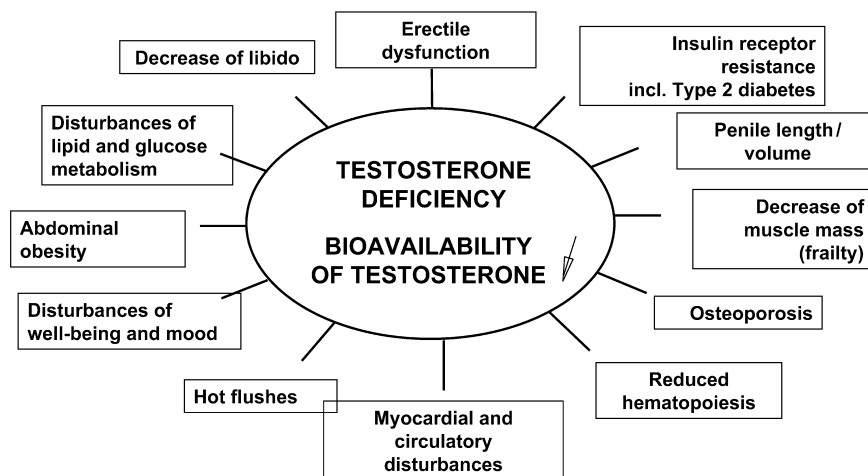 Erectile
dysfunction
Decrease of libido
Insulin receptor
resistance
incl. Type 2 diabetes
Disturbances of
lipid and glucose
metabolism
Penile length /
volume
TESTOSTERONE
DEFICIENCY
BIOAVAILABILITY
OF TESTOSTERONE
Abdominal
obesity
Decrease of
muscle mass
(frailty)
Disturbances of
well-being and mood
Osteoporosis
Hot flushes
Reduced
hematopoiesis
Myocardial and
circulatory
disturbances